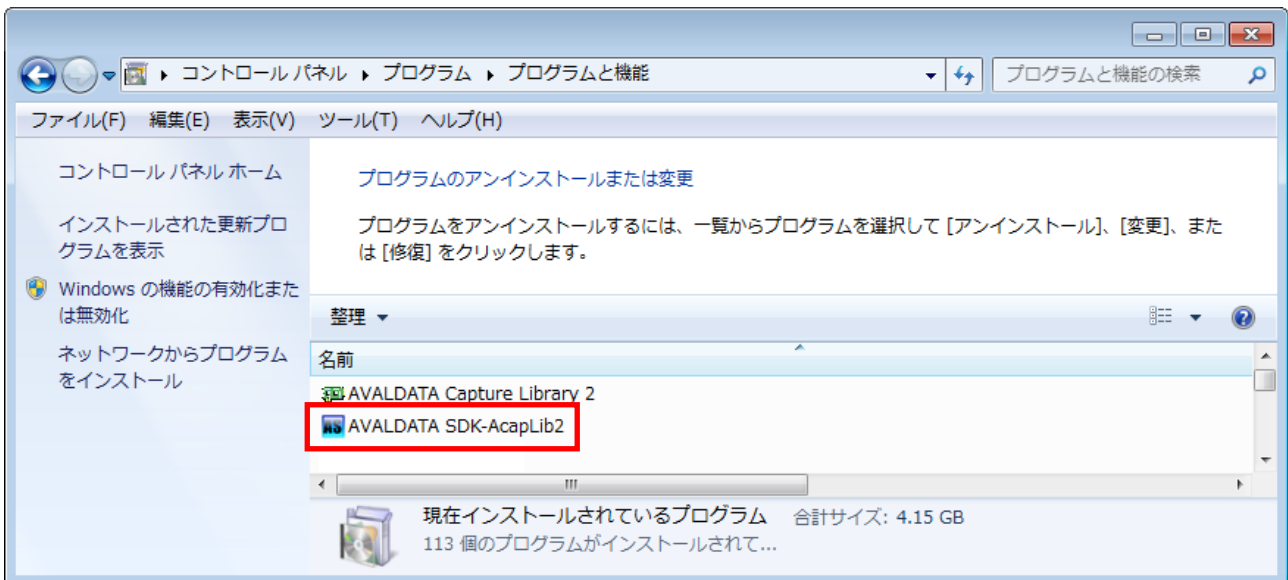 コントロール パネル ▸ プログラム ▸ プログラムと機能
プログラムと機能の検索
ファイル(F) 編集(E) 表示(V) ツール(T) ヘルプ(H)
コントロール パネル ホーム
インストールされた更新プロ
グラムを表示
Windows の機能の有効化また
は無効化
ネットワークからプログラム
をインストール
プログラムのアンインストールまたは変更
プログラムをアンインストールするには、一覧からプログラムを選択して [アンインストール]、[変更]、また
は [修復] をクリックします。
整理
名前
AVALDATA Capture Library 2
AVALDATA SDK-AcapLib2
現在インストールされているプログラム 合計サイズ: 4.15 GB
113 個のプログラムがインストールされて...